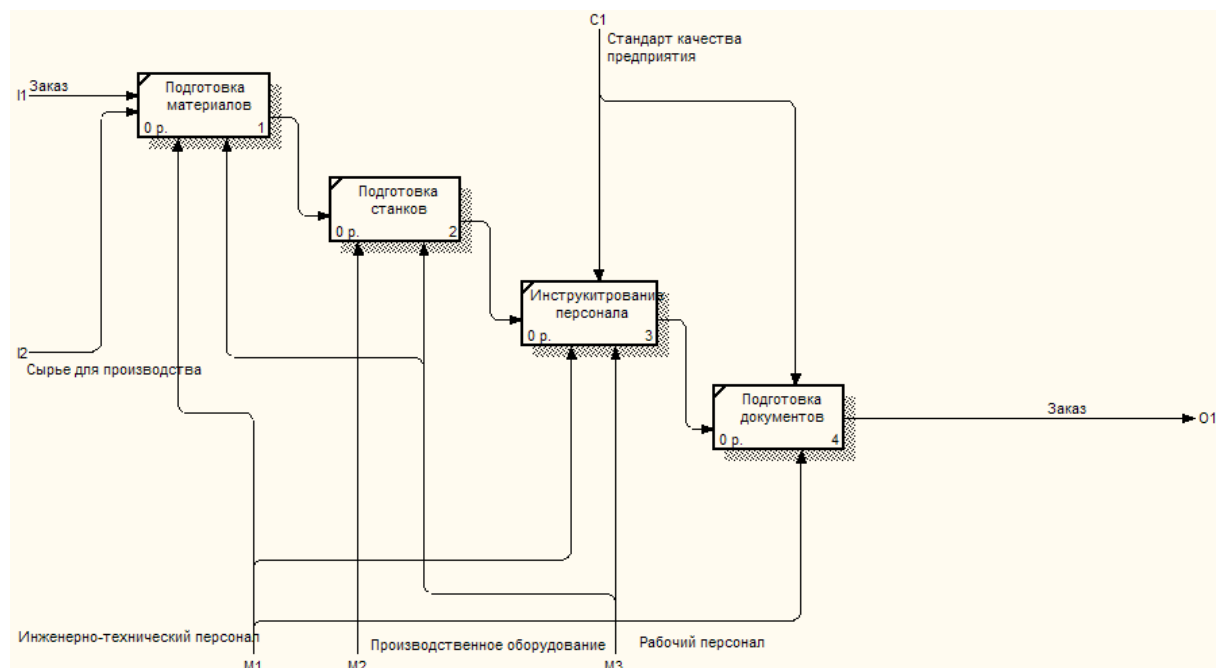 C1
Стандарт качества
предприятия
I1
Заказ
Подготовка
материалов
0 р.
1
Подготовка
станков
0 р.
2
Инструкитрование
персонала
0 р.
3
I2
Сырье для производства
Подготовка
документов
0 р.
4
Заказ
O1
Инженерно-технический персонал
Производственное оборудование
Рабочий персонал
M1
M2
M3